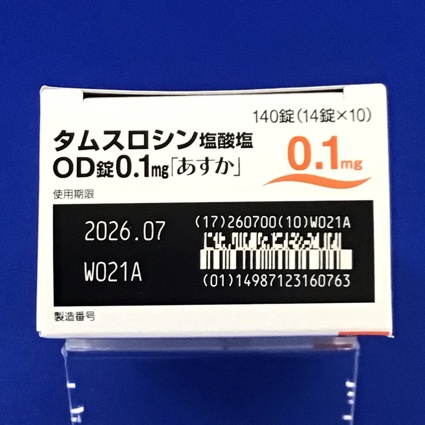 140錠(14錠×10)
タムスロシン塩酸塩
OD錠0.1mg「あすか」
0.1mg
使用期限
2026.07
(17)260700(10)W021A
W021A
(01)14987123160763
製造番号